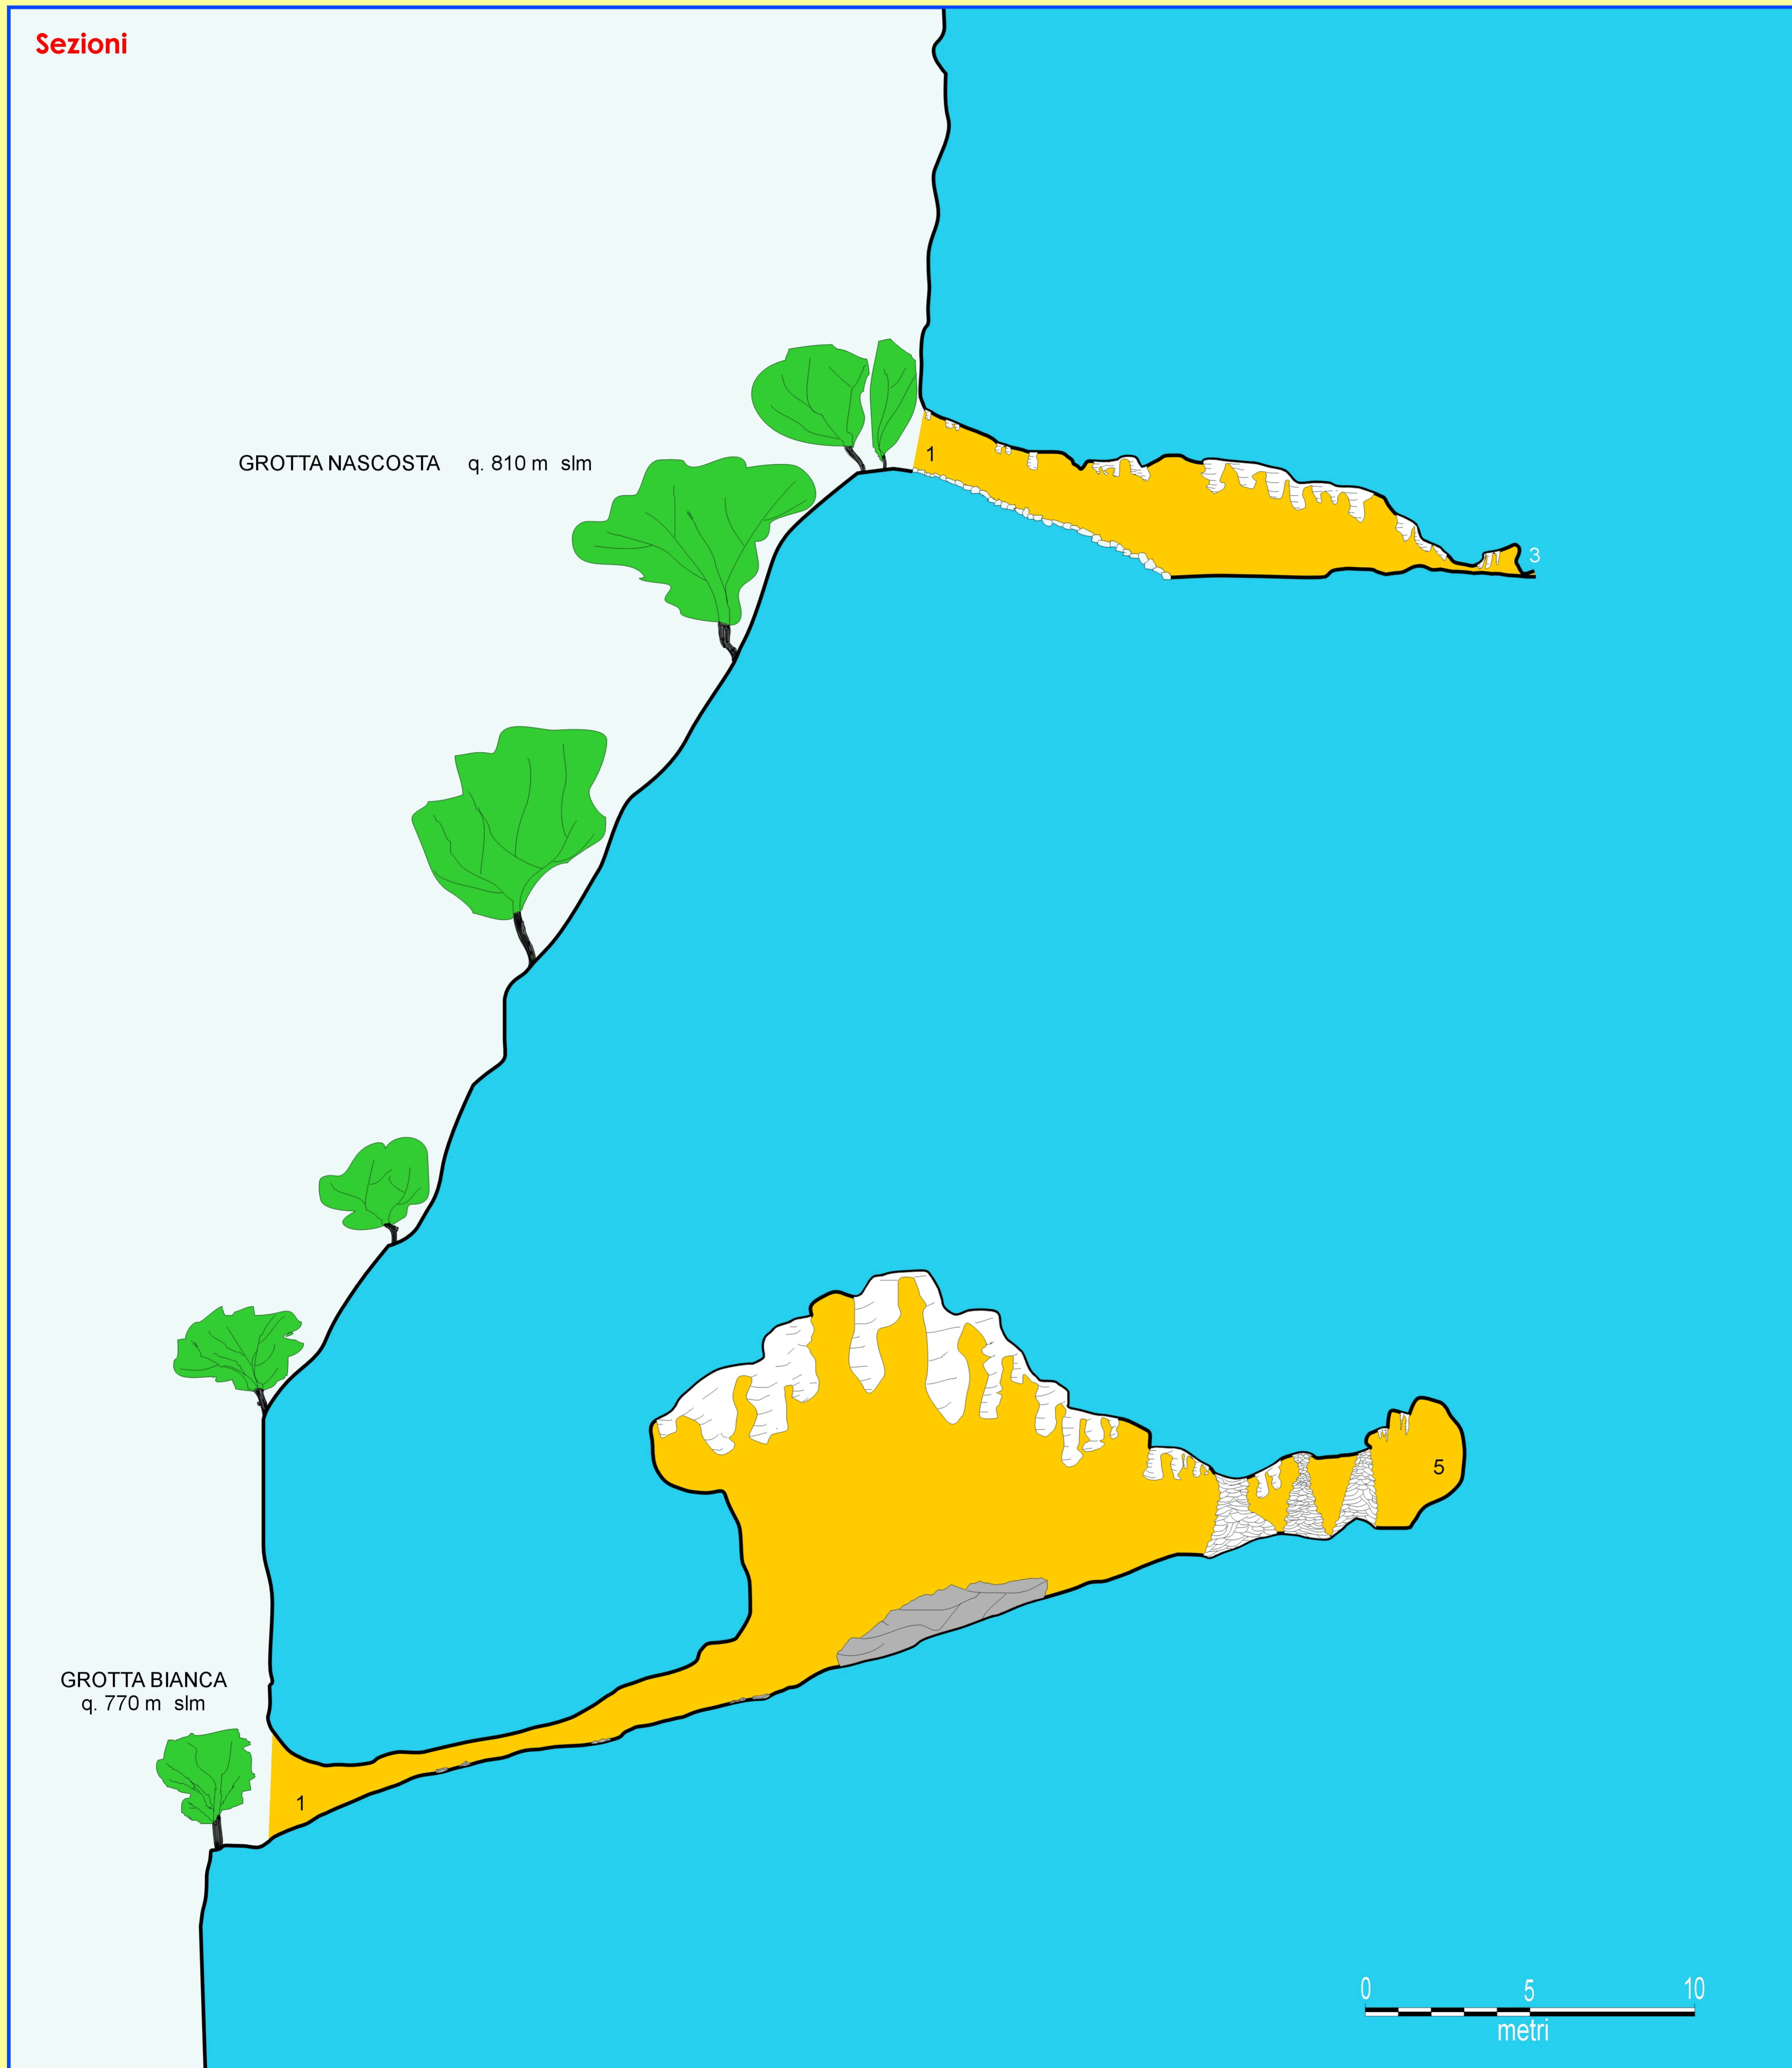 Sezioni
GROTTA NASCOSTA q. 810 m slm
1
3
5
GROTTA BIANCA
q. 770 m slm
1
0 5 10
metri